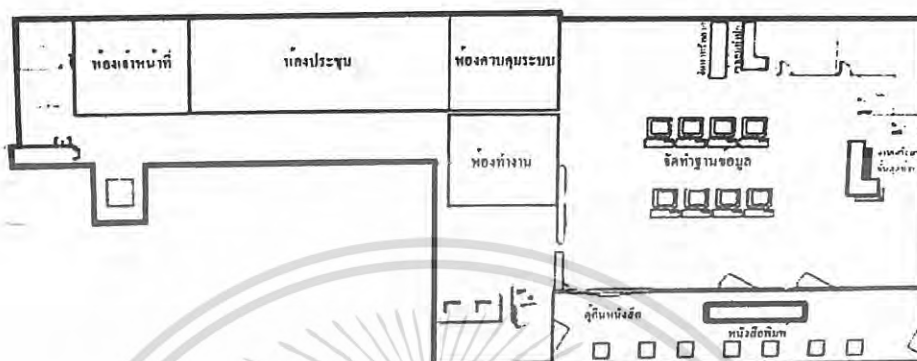 ห้องเจ้าหน้าที่
ห้องประชุม
ห้องควบคุมระบบ
ห้องทำงาน
จัดทำฐานข้อมูล
ตู้คืนหนังสือ
หนังสือพิมพ์